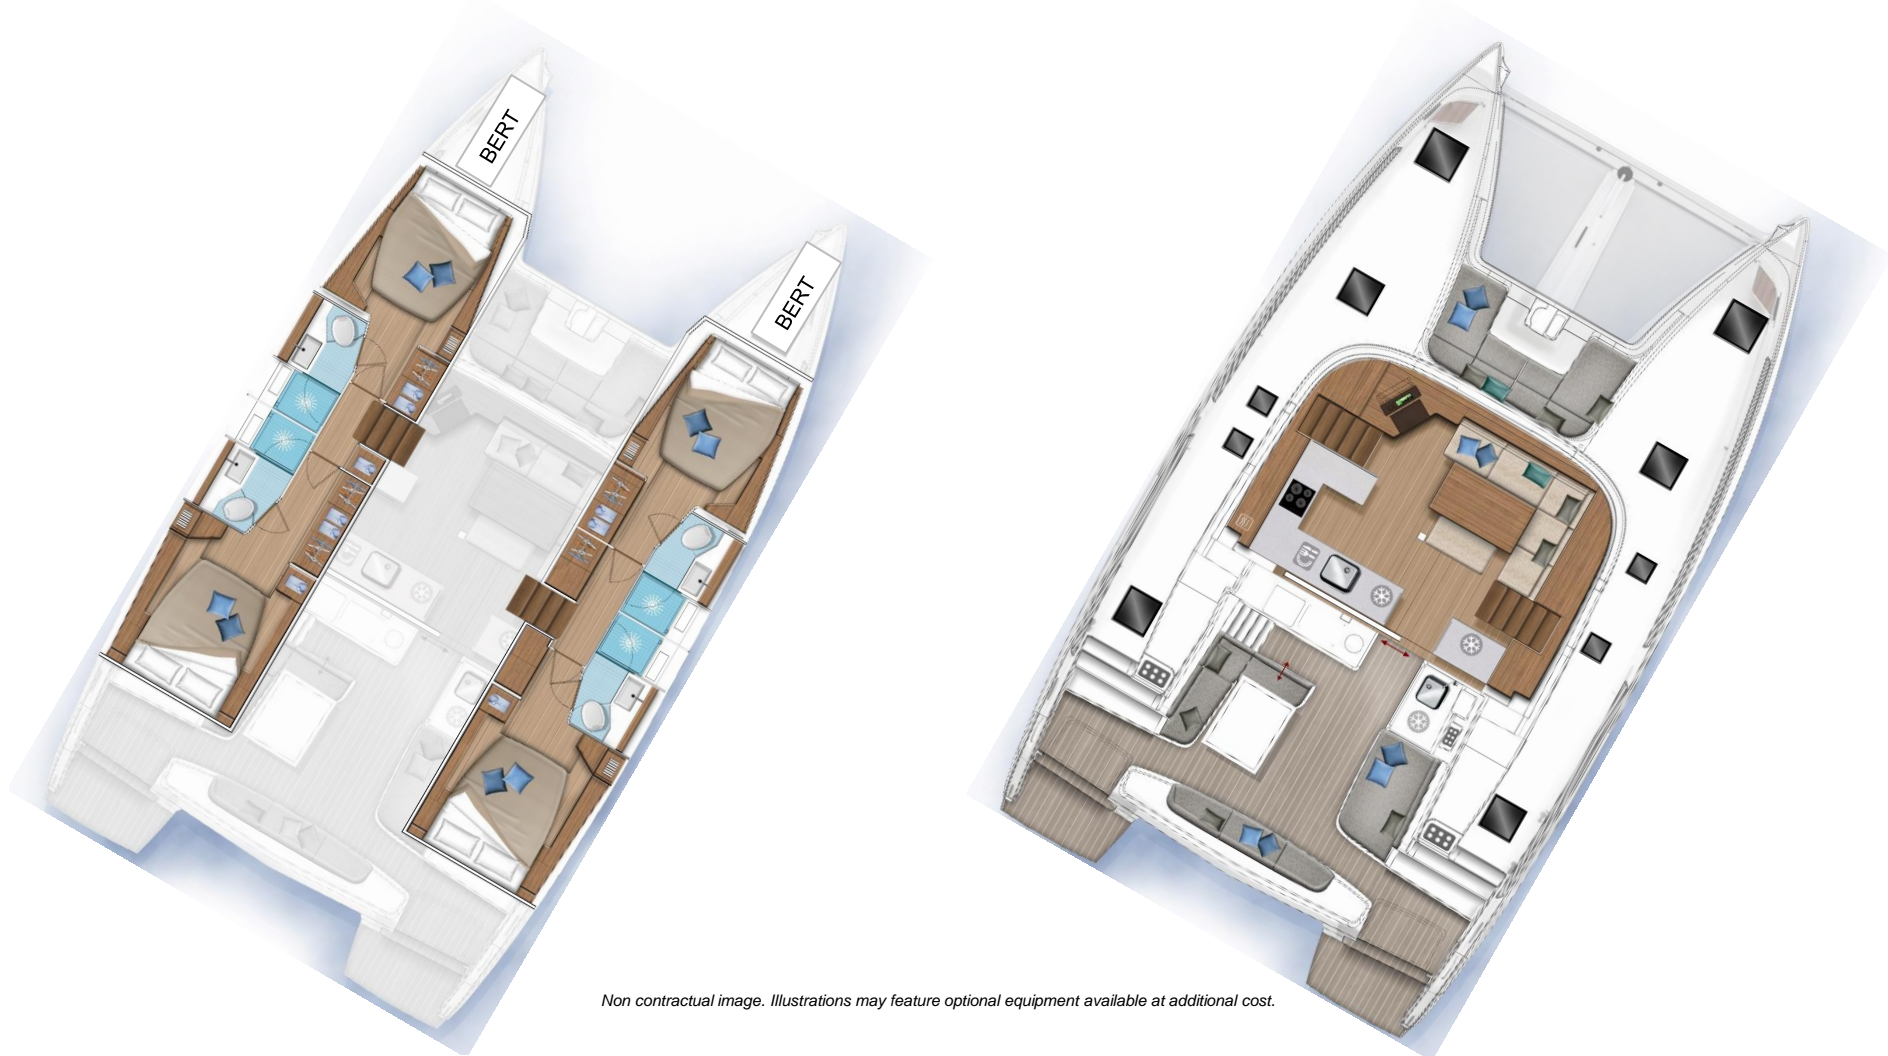 BERT
BERT
Non contractual image. Illustrations may feature optional equipment available at additional cost.